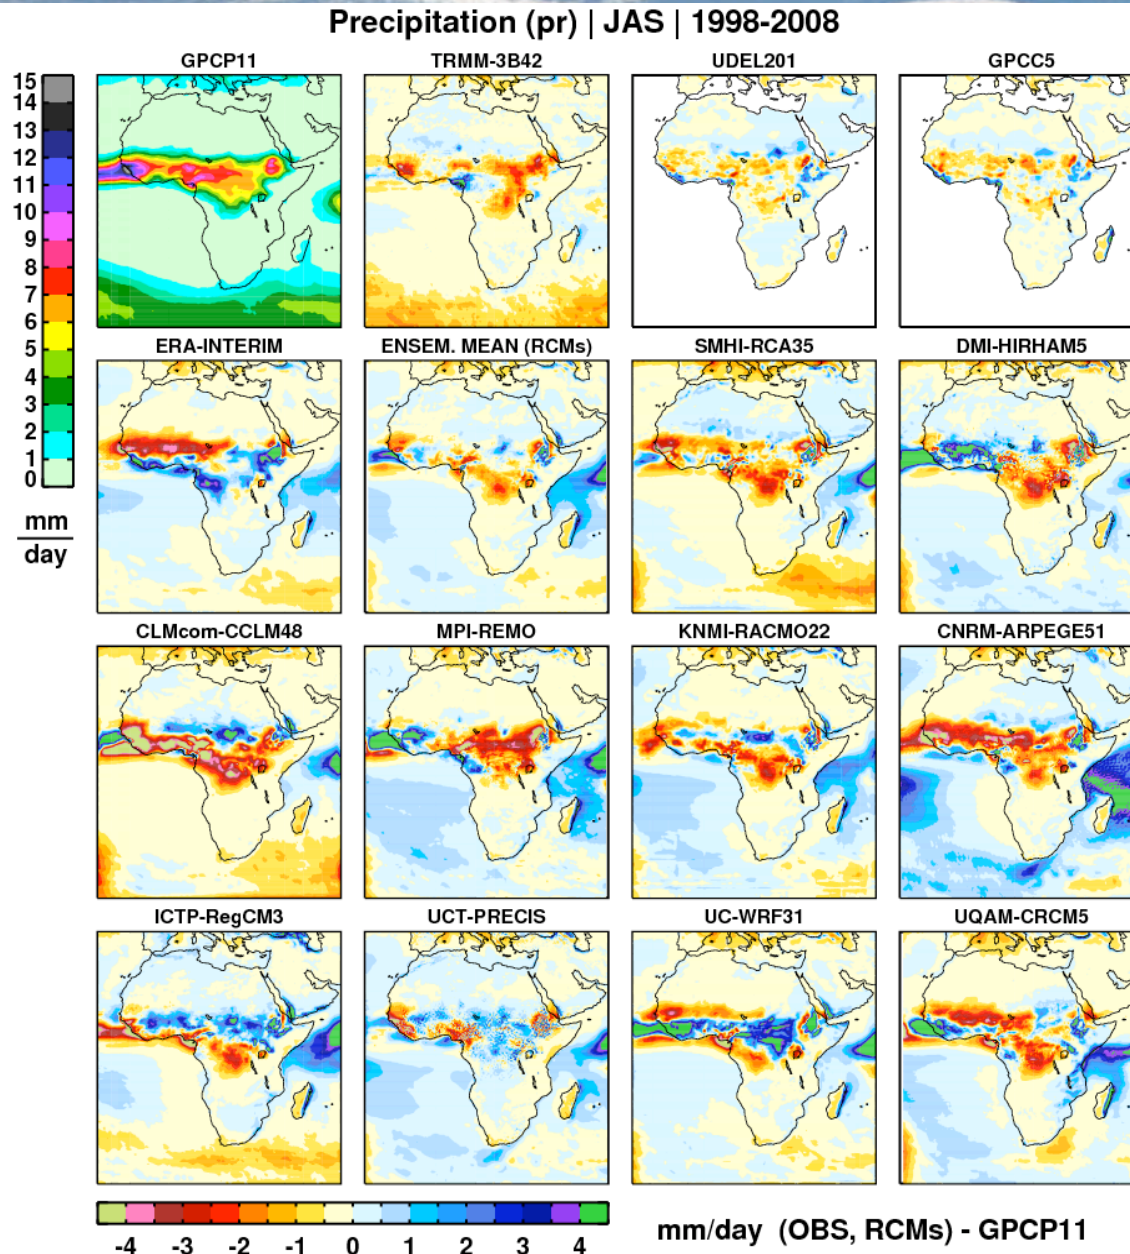 Precipitation (pr) | JAS | 1998-2008
GPCP11 TRMM-3B42 UDEL201 GPCC5
15
14
13
12
11
10
9
8
7
6
5
4
3
2
1
0
mm
day
ERA-INTERIM ENSEM. MEAN (RCMs) SMHI-RCA35 DMI-HIRHAM5
CLMcom-CCLM48 MPI-REMO KNMI-RACMO22 CNRM-ARPEGE51
ICTP-RegCM3 UCT-PRECIS UC-WRF31 UQAM-CRCM5
-4 -3 -2 -1 0 1 2 3 4
mm/day (OBS, RCMs) - GPCP11